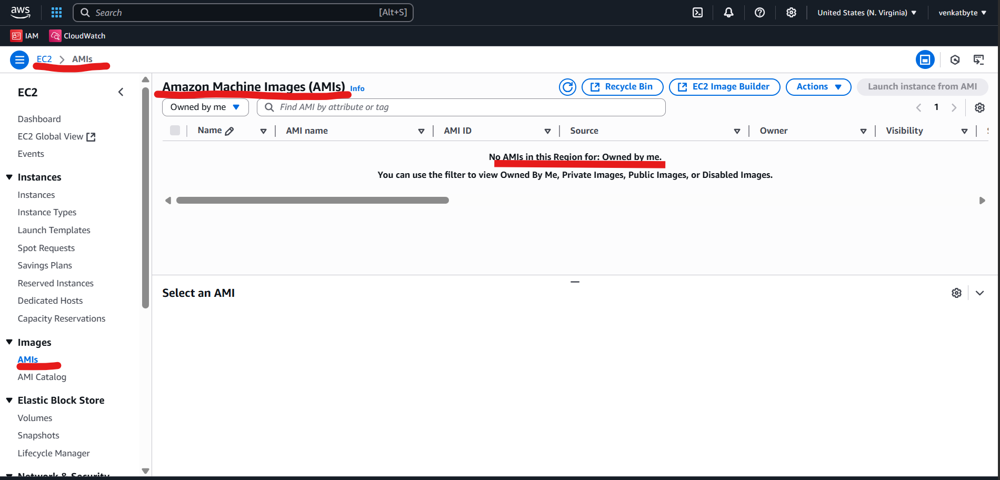 aws
Search [Alt+S]
United States (N. Virginia)
venkatbyte
IAM
CloudWatch
EC2 AMIs
EC2
Dashboard
EC2 Global View
Events
Instances
Instances
Instance Types
Launch Templates
Spot Requests
Savings Plans
Reserved Instances
Dedicated Hosts
Capacity Reservations
Images
AMIs
AMI Catalog
Elastic Block Store
Volumes
Snapshots
Lifecycle Manager
Network & Security
Amazon Machine Images (AMIs) Info
Recycle Bin
EC2 Image Builder
Actions
Launch instance from AMI
Owned by me
Find AMI by attribute or tag
1
Name AMI name AMI ID Source Owner Visibility
No AMIs in this Region for: Owned by me.
You can use the filter to view Owned By Me, Private Images, Public Images, or Disabled Images.
Select an AMI